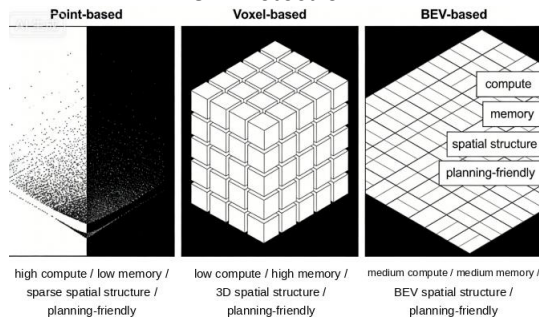 Point-based
Voxel-based
BEV-based
compute
memory
spatial structure
planning-friendly
high compute / low memory /
sparse spatial structure /
planning-friendly
low compute / high memory /
3D spatial structure /
planning-friendly
medium compute / medium memory /
BEV spatial structure /
planning-friendly